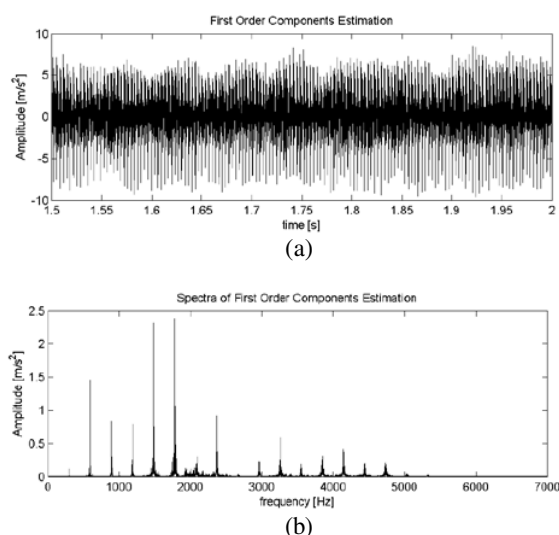 First Order Components Estimation
Amplitude [m/s²]
10
5
0
-5
-10
1.5 1.55 1.6 1.65 1.7 1.75 1.8 1.85 1.9 1.95 2
time [s]
(a)
Spectra of First Order Components Estimation
Amplitude [m/s²]
2.5
2
1.5
1
0.5
0
0 1000 2000 3000 4000 5000 6000 7000
frequency [Hz]
(b)